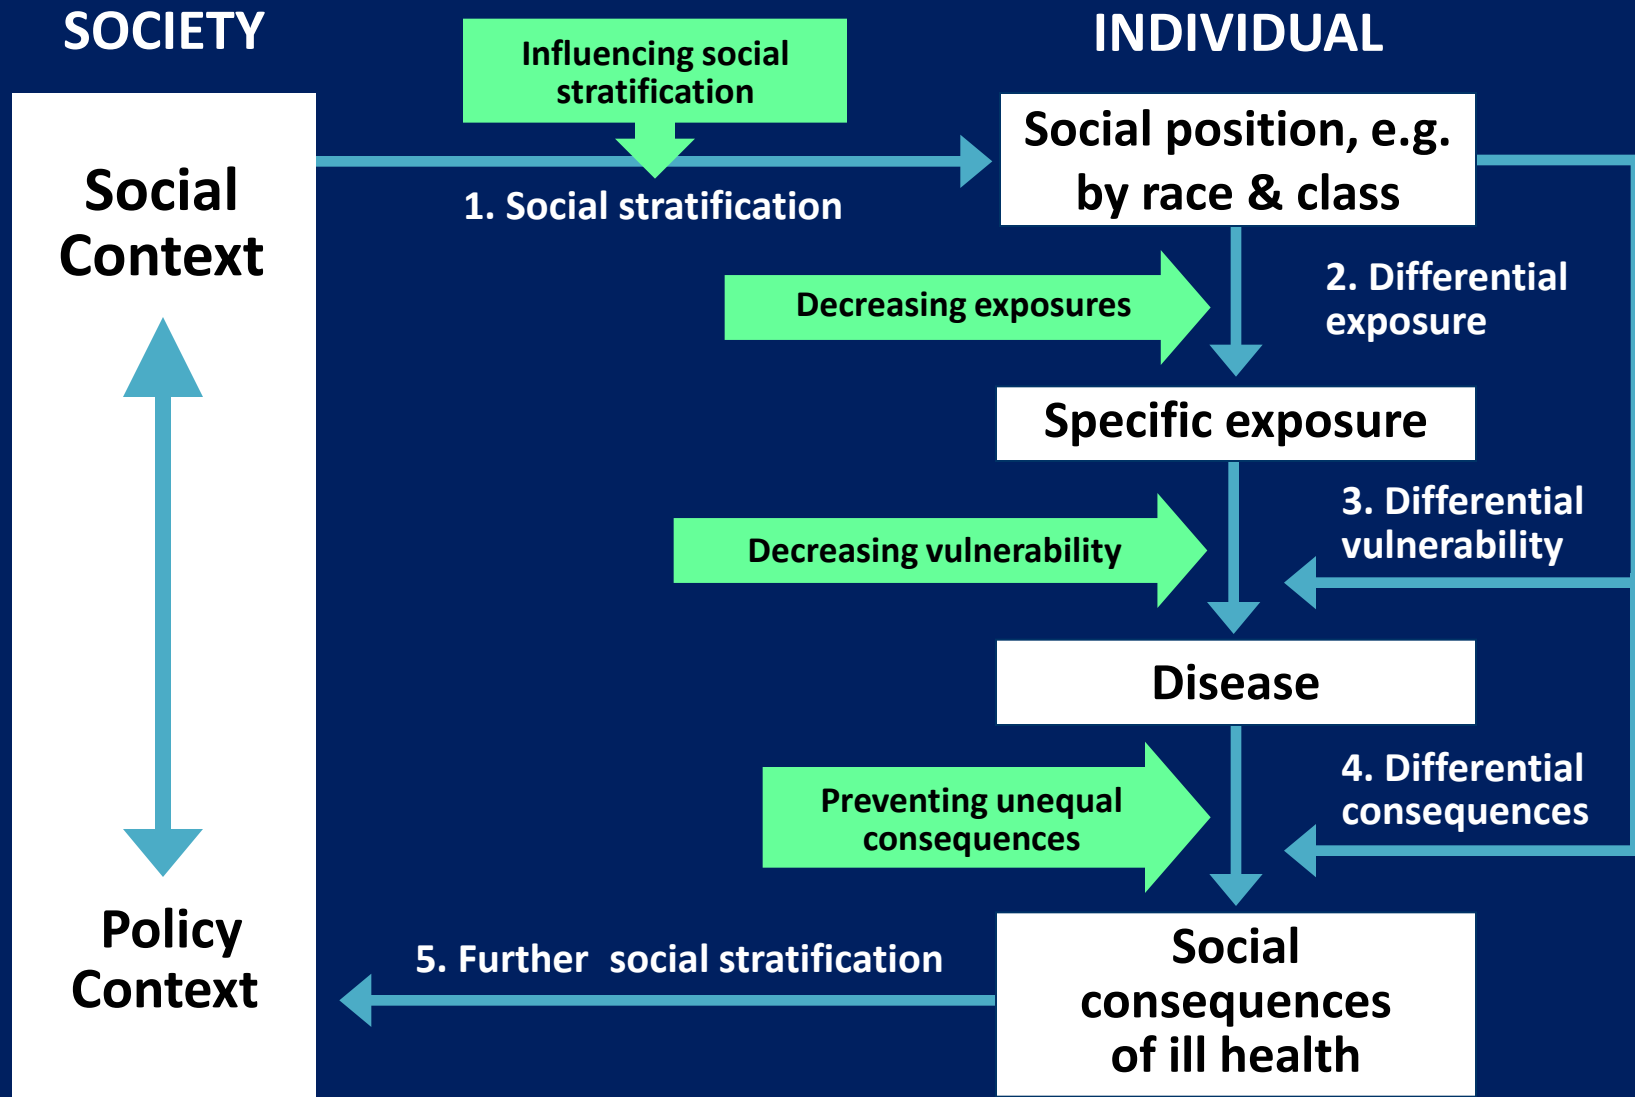 SOCIETY
INDIVIDUAL
Influencing social
stratification
Social
Context
1. Social stratification
Social position, e.g.
by race & class
Decreasing exposures
2. Differential
exposure
Specific exposure
Decreasing vulnerability
3. Differential
vulnerability
Disease
Preventing unequal
consequences
4. Differential
consequences
Policy
Context
5. Further  social stratification
Social
consequences
of ill health